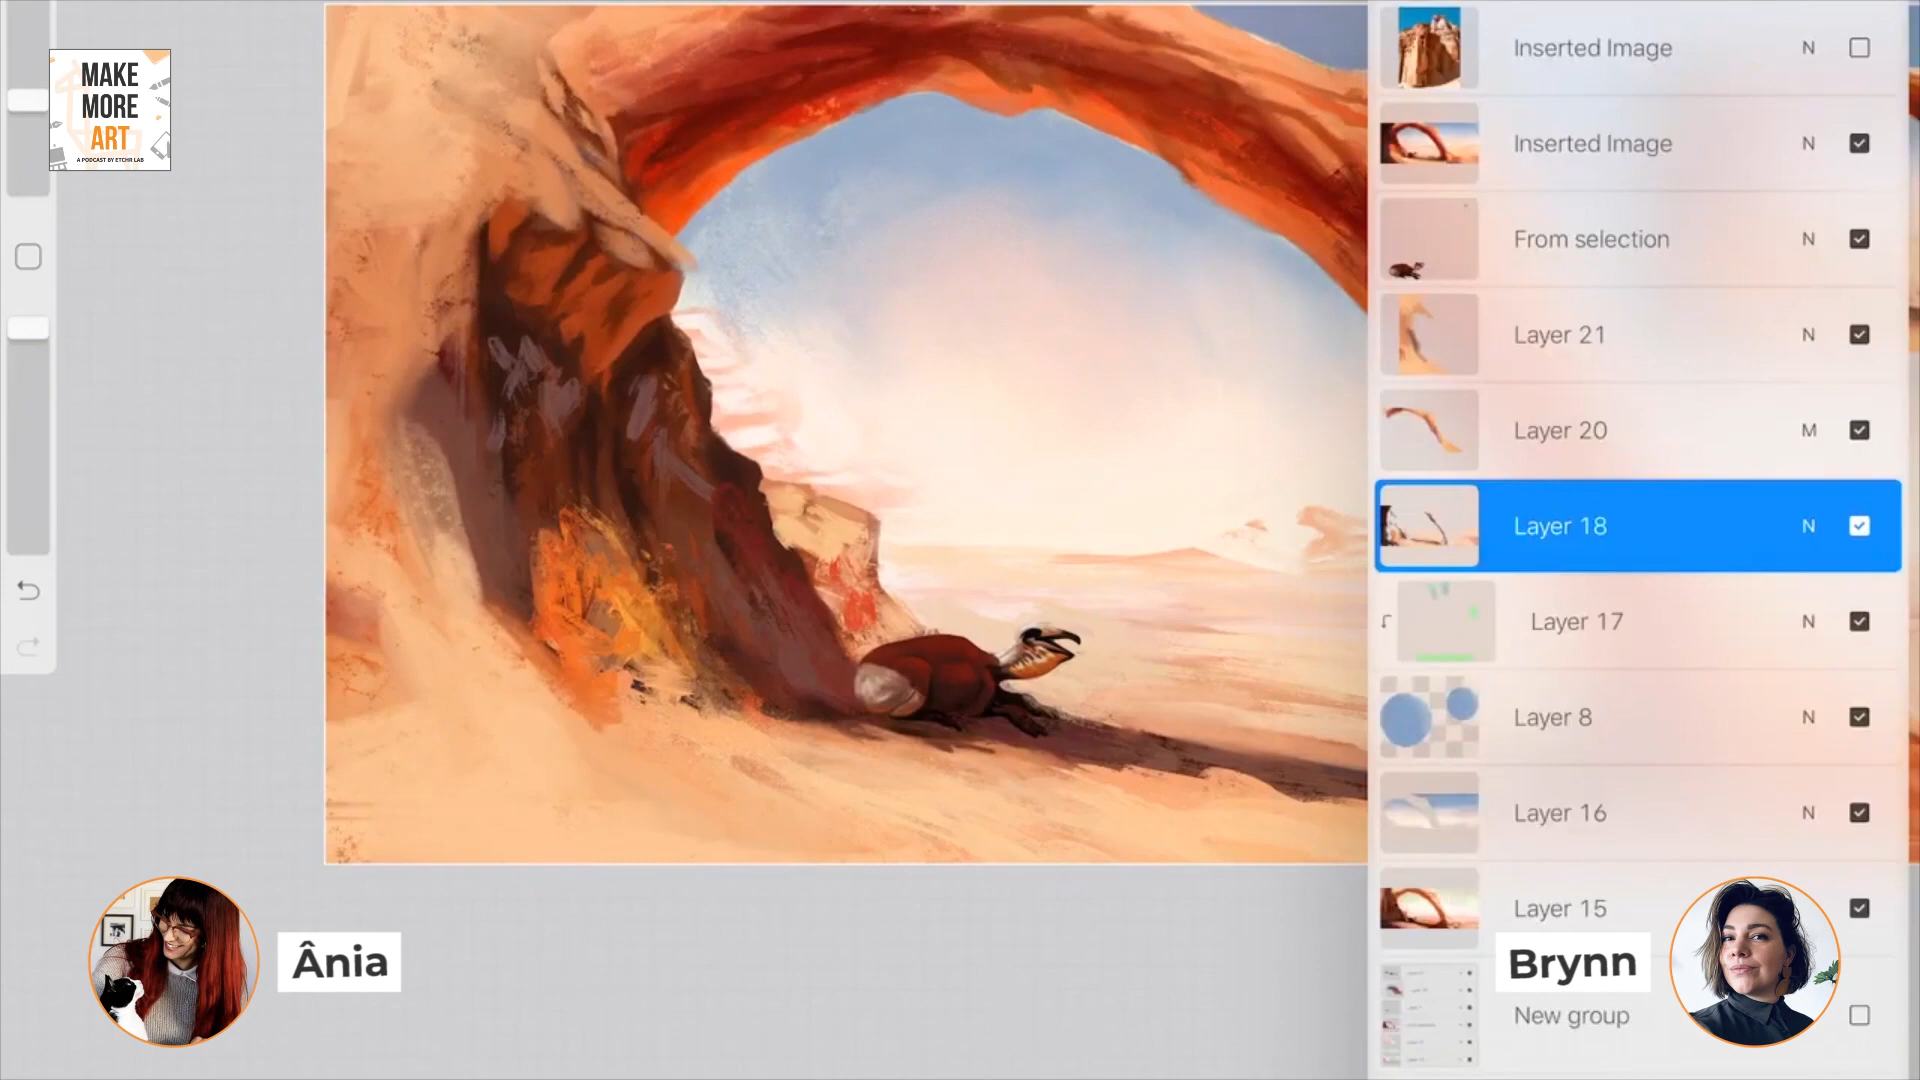 MAKE
MORE
ART
A PODCAST BY ETCHR LAB
Inserted Image N
Inserted Image N
From selection N
Layer 21 N
Layer 20 M
Layer 18 N
Layer 17 N
Layer 8 N
Layer 16 N
Layer 15
New group
Ânia
Brynn